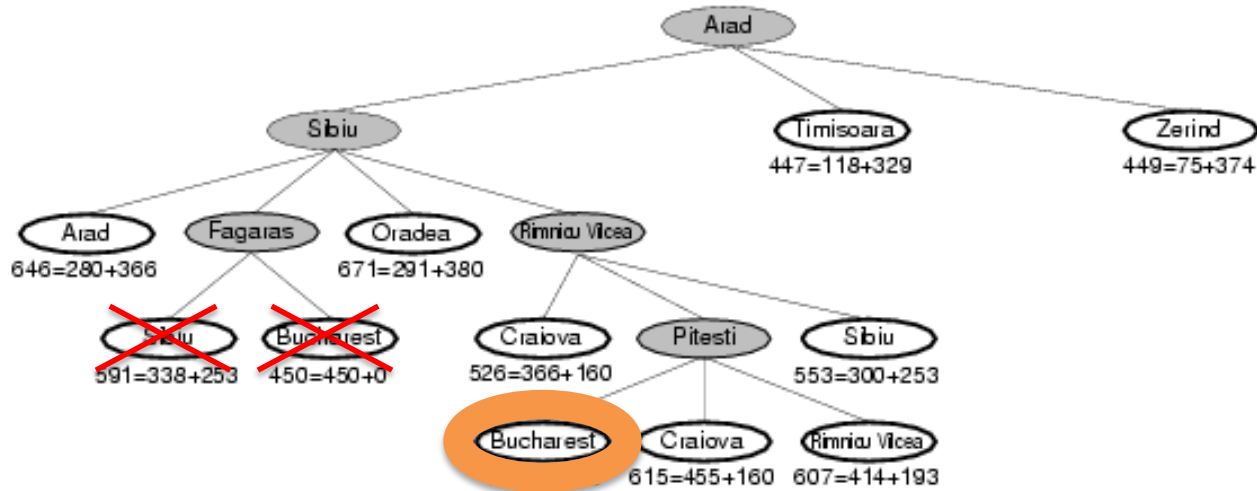 Arad
Sibiu
Timisoara
Zerind
447=118+329
449=75+374
Arad
Fagaras
Oradea
Rimnicu Vilcea
646=280+366
671=291+380
Sibiu
Bucharest
Craiova
Pitesti
Sibiu
591=338+253
450=450+0
526=366+160
553=300+253
Bucharest
Craiova
Rimnicu Vilcea
615=455+160
607=414+193